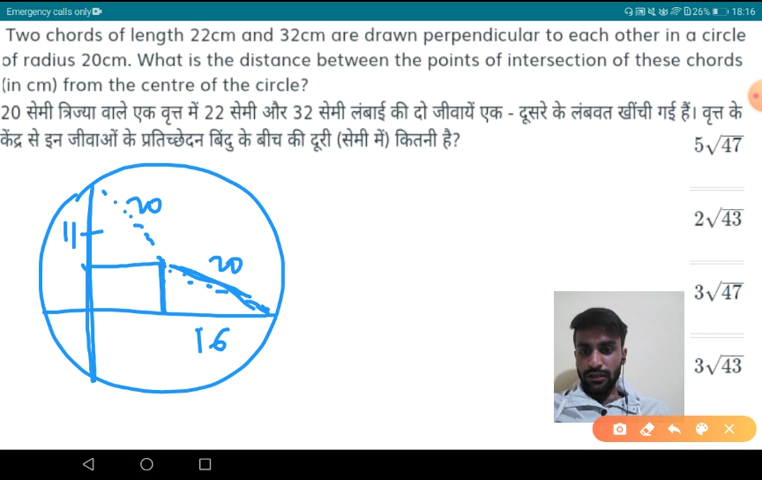 Emergency calls only
26% 18:16
Two chords of length 22cm and 32cm are drawn perpendicular to each other in a circle
of radius 20cm. What is the distance between the points of intersection of these chords
(in cm) from the centre of the circle?
20 सेमी त्रिज्या वाले एक वृत्त में 22 सेमी और 32 सेमी लंबाई की दो जीवायें एक - दूसरे के लंबवत खींची गई हैं। वृत्त के
केंद्र से इन जीवाओं के प्रतिच्छेदन बिंदु के बीच की दूरी (सेमी में) कितनी है?
5√47
2√43
3√47
3√43
20
11
20
16